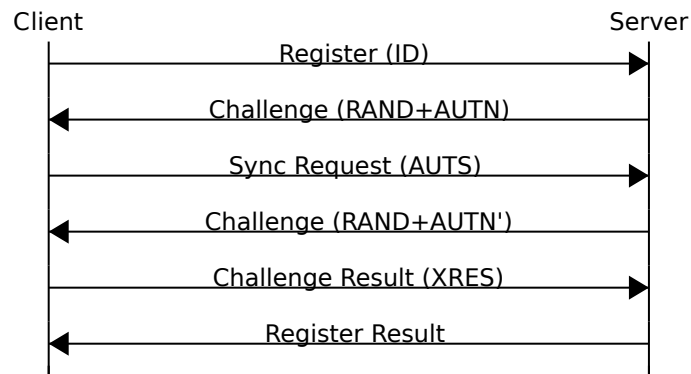 Client Server
Register (ID)
Challenge (RAND+AUTN)
Sync Request (AUTS)
Challenge (RAND+AUTN')
Challenge Result (XRES)
Register Result